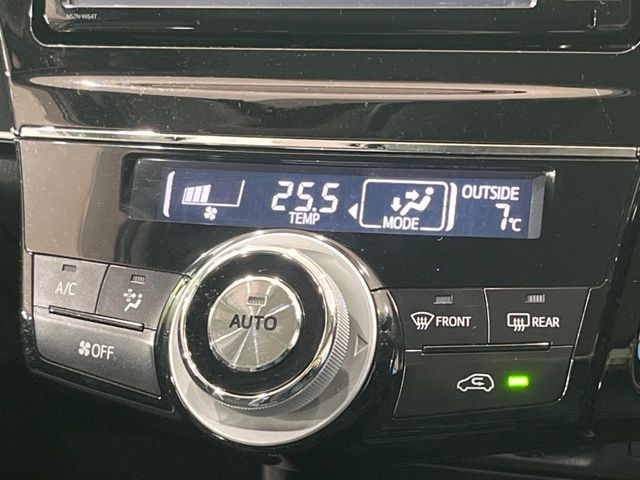 NSZN-W64T
25.5
TEMP
MODE
OUTSIDE
7℃
A/C
AUTO
FRONT
REAR
OFF